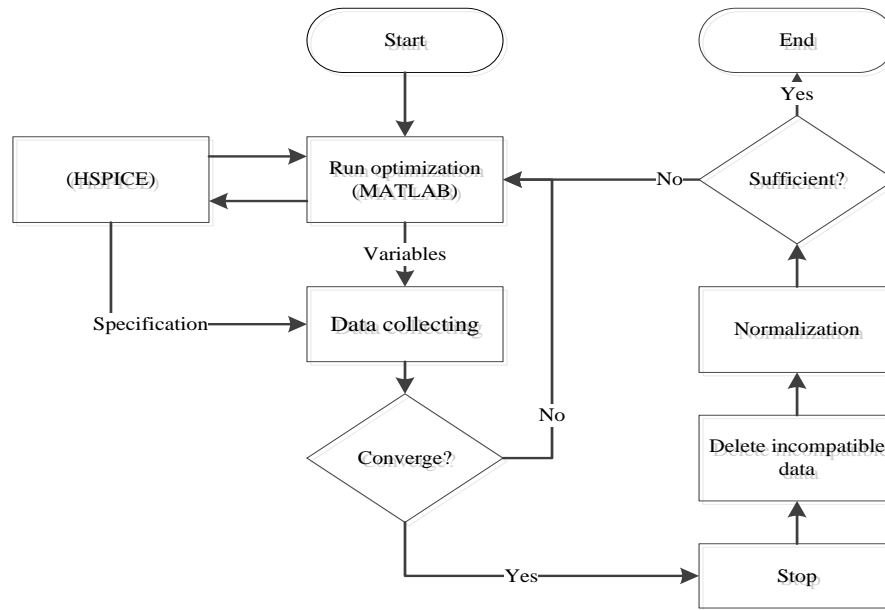 Start
End
Yes
(HSPICE)
Run optimization
(MATLAB)
No
Sufficient?
Variables
Specification
Data collecting
Normalization
No
Converge?
Delete incompatible
data
Yes
Stop